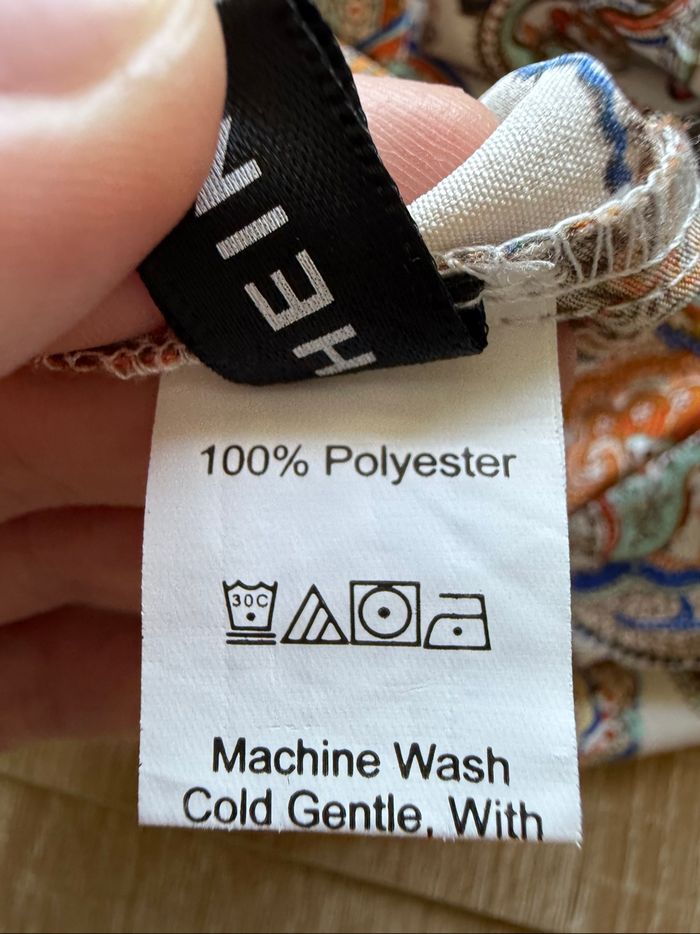 HEIN
100% Polyester
30C
Machine Wash
Cold Gentle, With